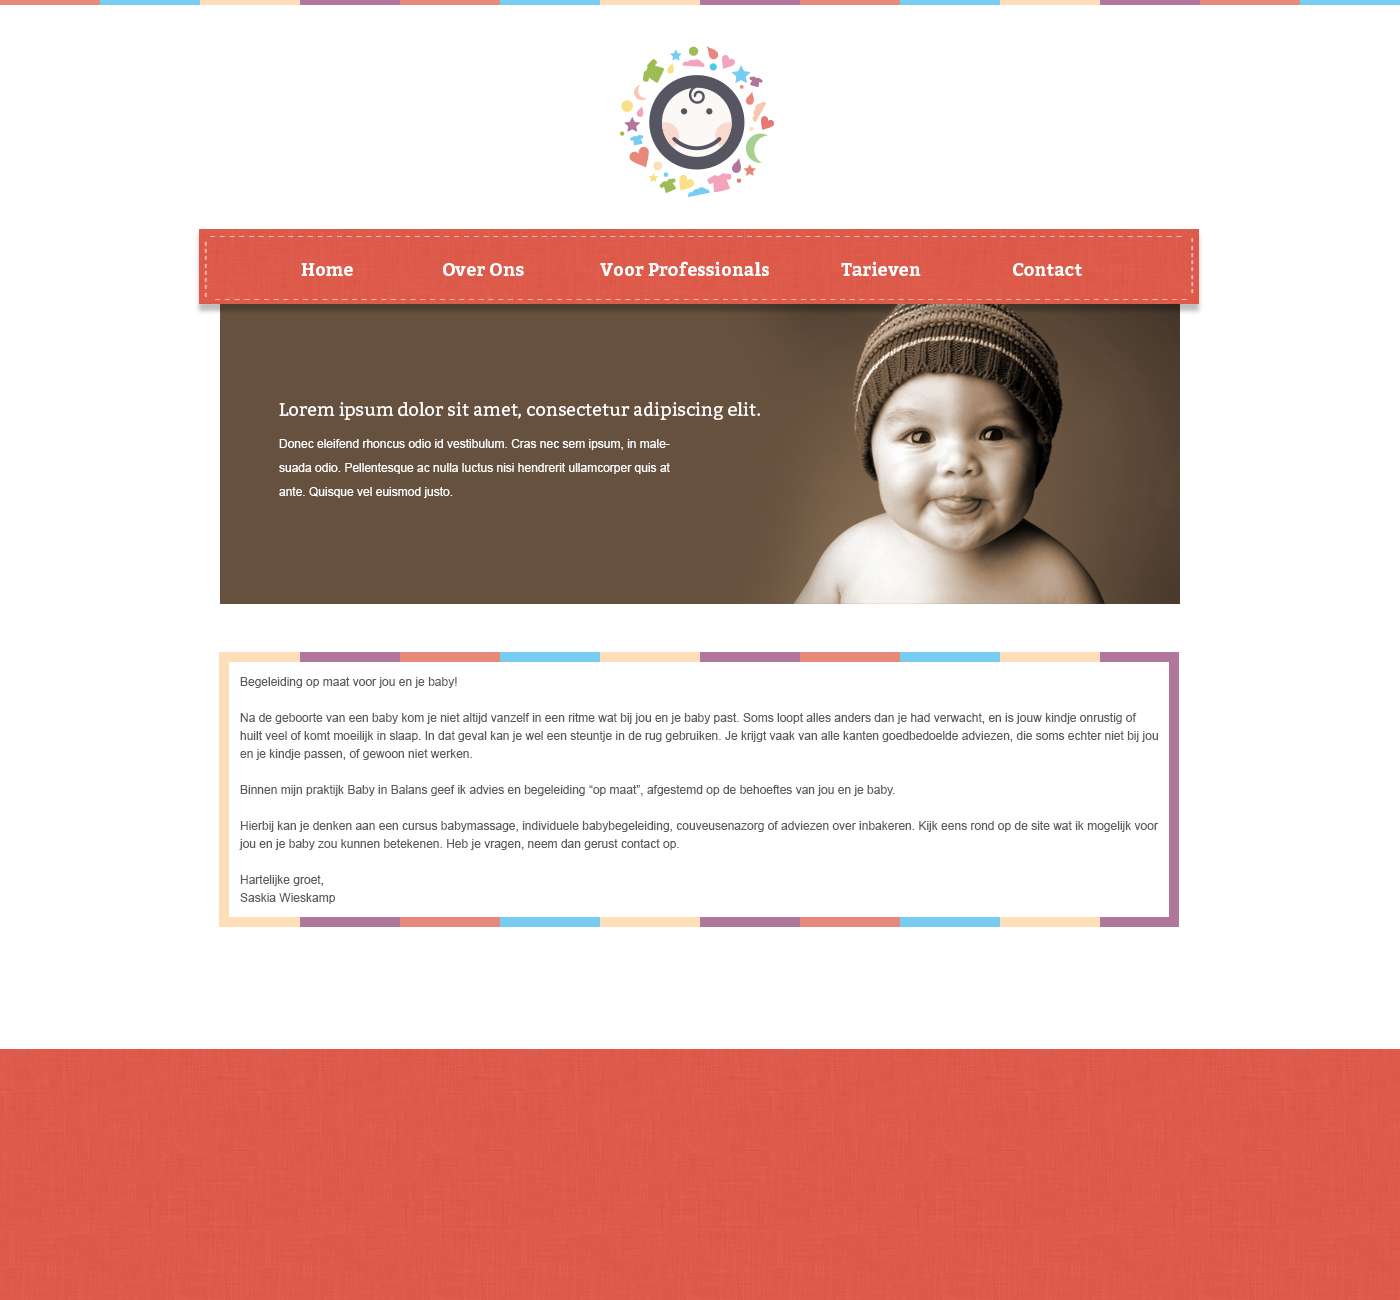 Home Over Ons Voor Professionals Tarieven Contact
Lorem ipsum dolor sit amet, consectetur adipiscing elit.
Donec eleifend rhoncus odio id vestibulum. Cras nec sem ipsum, in male-
suada odio. Pellentesque ac nulla luctus nisi hendrerit ullamcorper quis at
ante. Quisque vel euismod justo.
Begeleiding op maat voor jou en je baby!
Na de geboorte van een baby kom je niet altijd vanzelf in een ritme wat bij jou en je baby past. Soms loopt alles anders dan je had verwacht, en is jouw kindje onrustig of
huilt veel of komt moeilijk in slaap. In dat geval kan je wel een steuntje in de rug gebruiken. Je krijgt vaak van alle kanten goedbedoelde adviezen, die soms echter niet bij jou
en je kindje passen, of gewoon niet werken.
Binnen mijn praktijk Baby in Balans geef ik advies en begeleiding “op maat”, afgestemd op de behoeftes van jou en je baby.
Hierbij kan je denken aan een cursus babymassage, individuele babybegeleiding, couveusenazorg of adviezen over inbakeren. Kijk eens rond op de site wat ik mogelijk voor
jou en je baby zou kunnen betekenen. Heb je vragen, neem dan gerust contact op.
Hartelijke groet,
Saskia Wieskamp